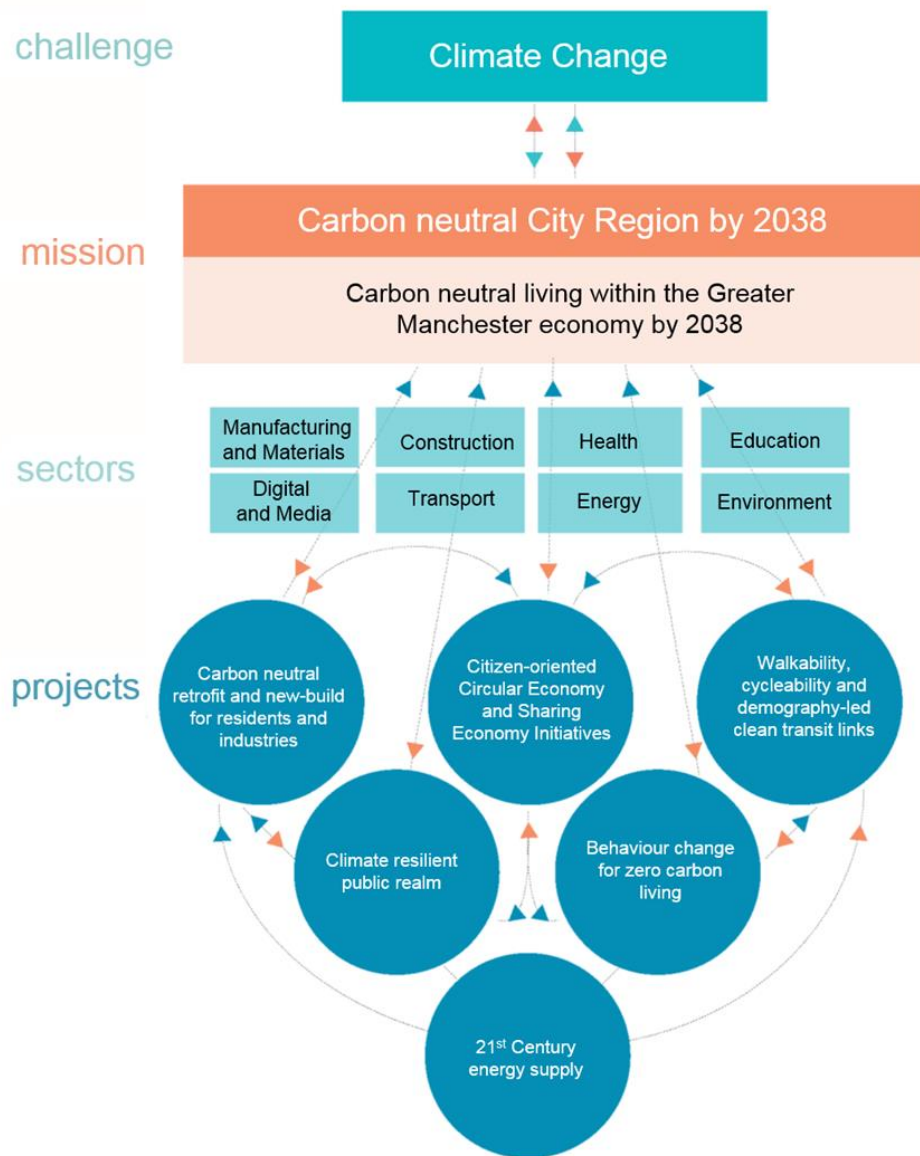 challenge
Climate Change
mission
Carbon neutral City Region by 2038
Carbon neutral living within the Greater
Manchester economy by 2038
sectors
Manufacturing
and Materials
Construction
Health
Education
Digital
and Media
Transport
Energy
Environment
projects
Carbon neutral
retrofit and new-build
for residents and
industries
Citizen-oriented
Circular Economy
and Sharing
Economy Initiatives
Walkability,
cycleability and
demography-led
clean transit links
Climate resilient
public realm
Behaviour change
for zero carbon
living
21st Century
energy supply